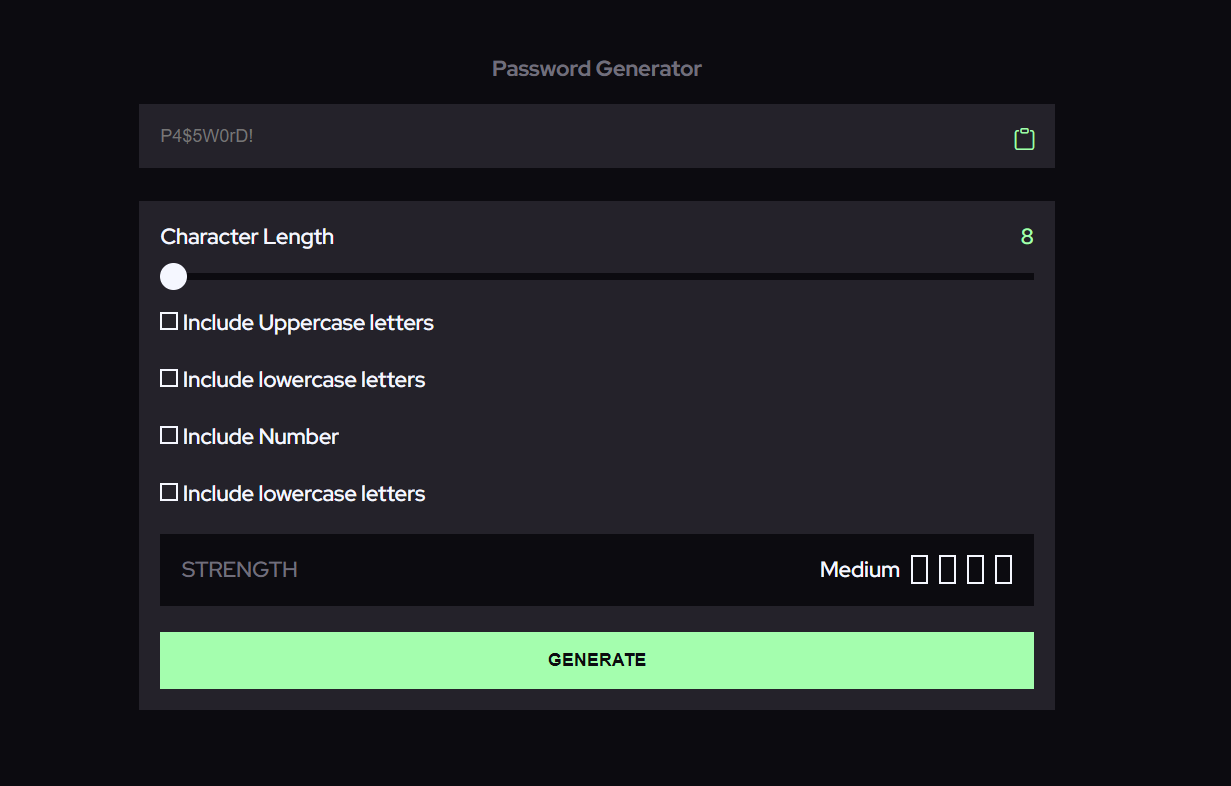 Password Generator
P4$5W0rD!
Character Length 8
Include Uppercase letters
Include lowercase letters
Include Number
Include lowercase letters
STRENGTH Medium
GENERATE